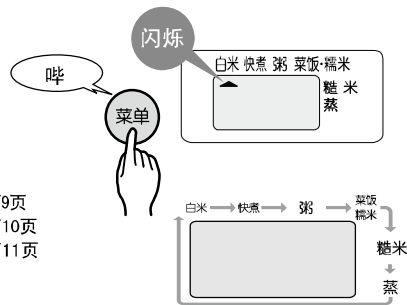 闪烁
白米 快煮 粥 菜饭·糯米
糙米
蒸
哔
菜单
9页
10页
11页
白米 快煮 粥 菜饭
糯米
糙米
蒸